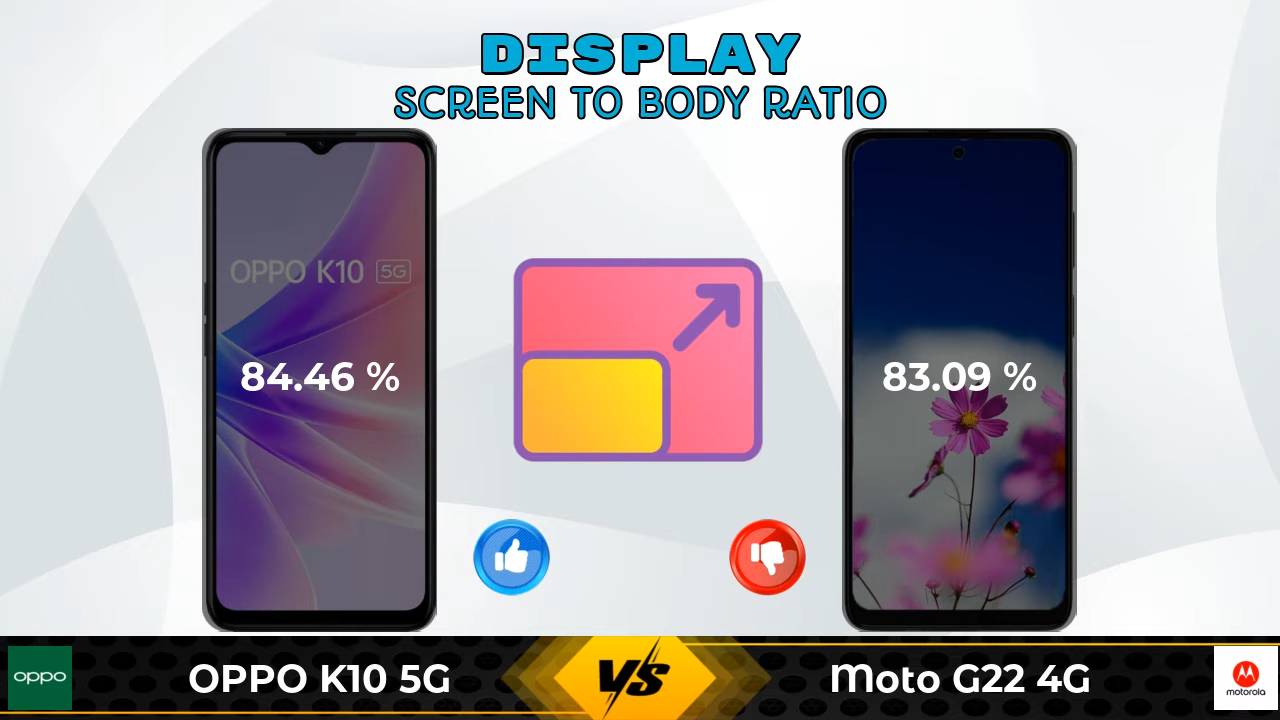 DISPLAY
SCREEN TO BODY RATIO
OPPO K10 5G
84.46 %
83.09 %
oppo
OPPO K10 5G
VS
Moto G22 4G
motorola